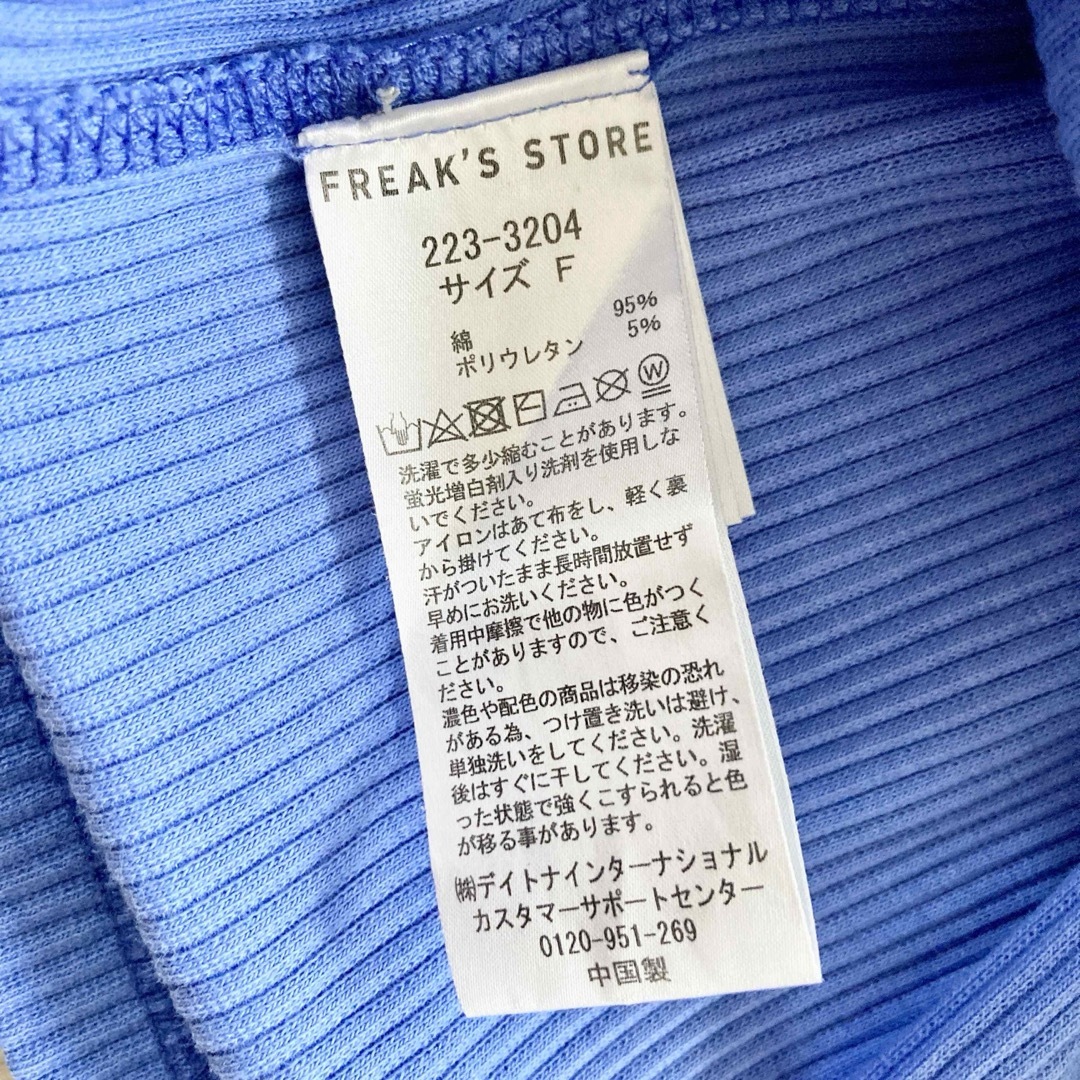 FREAK'S STORE
223-3204
サイズ F
綿 95%
ポリウレタン 5%
W
洗濯で多少縮むことがあります。
蛍光増白剤入り洗剤を使用しな
いでください。
アイロンはあて布をし、軽く裏
から掛けてください。
汗がついたまま長時間放置せず
早めにお洗いください。
着用中摩擦で他の物に色がつく
ことがありますので、ご注意く
ださい。
濃色や配色の商品は移染の恐れ
がある為、つけ置き洗いは避け、
単独洗いをしてください。洗濯
後はすぐに干してください。湿
った状態で強くこすられると色
が移る事があります。
㈱デイトナインターナショナル
カスタマーサポートセンター
0120-951-269
中国製